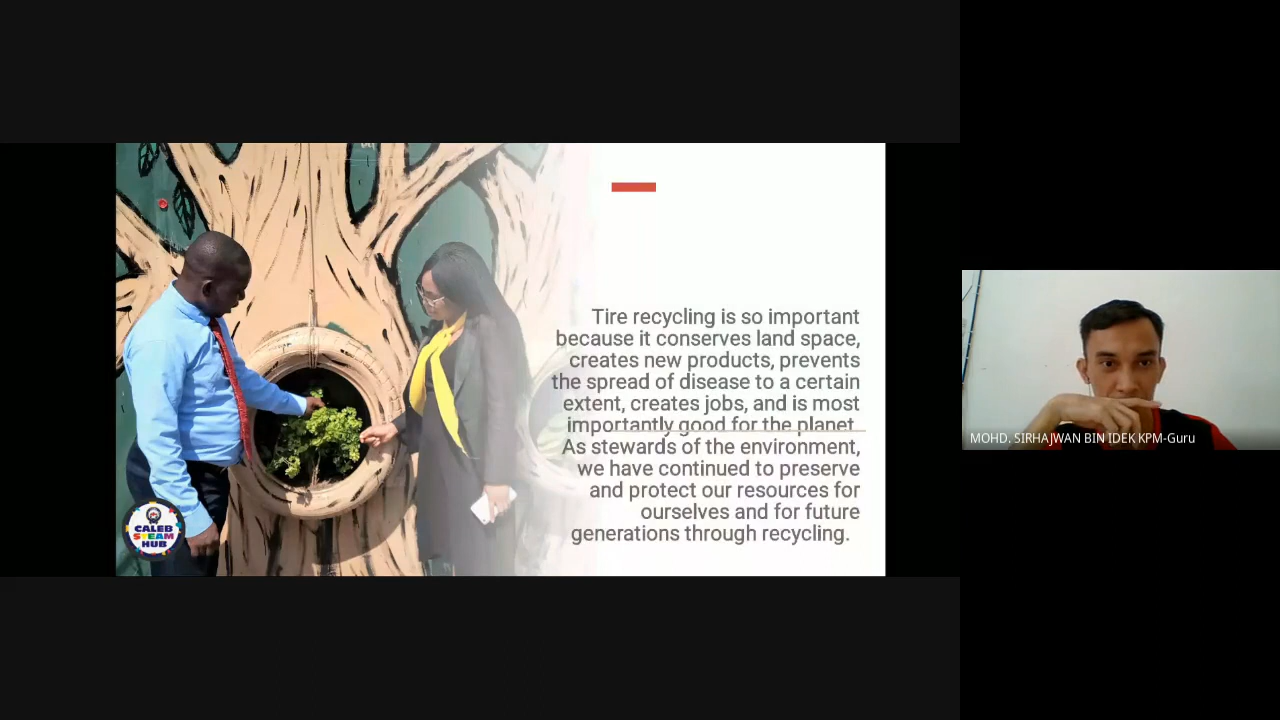 Tire recycling is so important
because it conserves land space,
creates new products, prevents
the spread of disease to a certain
extent, creates jobs, and is most
importantly good for the planet.
As stewards of the environment,
we have continued to preserve
and protect our resources for
ourselves and for future
generations through recycling.
CALEB
STEAM
HUB
MOHD. SIRHAJWAN BIN IDEK KPM-Guru